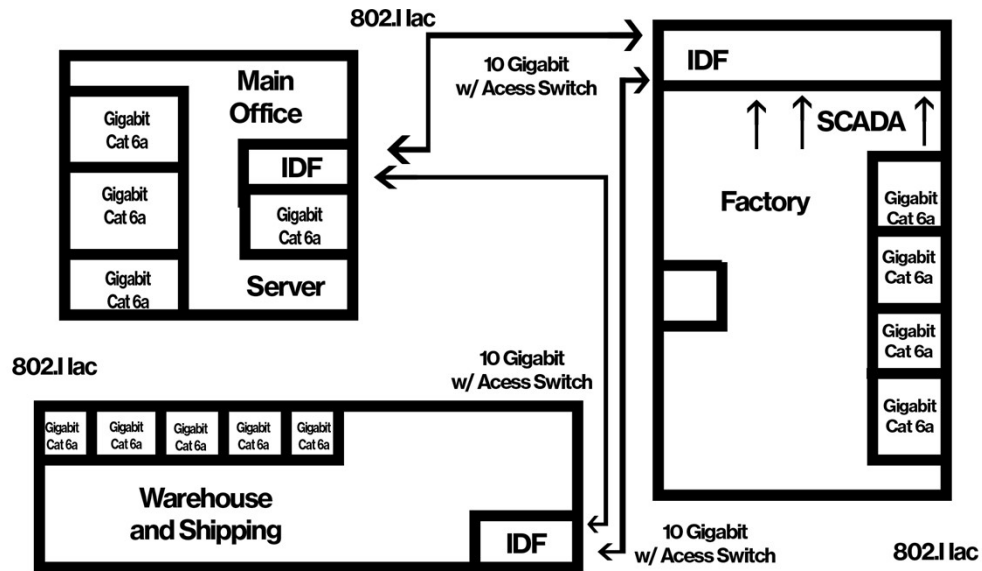 802.11ac
10 Gigabit
w/ Acess Switch
Main
Office
Gigabit
Cat 6a
IDF
Gigabit
Cat 6a
Gigabit
Cat 6a
Gigabit
Cat 6a
Server
IDF
SCADA
Factory
Gigabit
Cat 6a
Gigabit
Cat 6a
Gigabit
Cat 6a
Gigabit
Cat 6a
802.11ac
10 Gigabit
w/ Acess Switch
Gigabit
Cat 6a
Gigabit
Cat 6a
Gigabit
Cat 6a
Gigabit
Cat 6a
Gigabit
Cat 6a
Warehouse
and Shipping
IDF
10 Gigabit
w/ Acess Switch
802.11ac